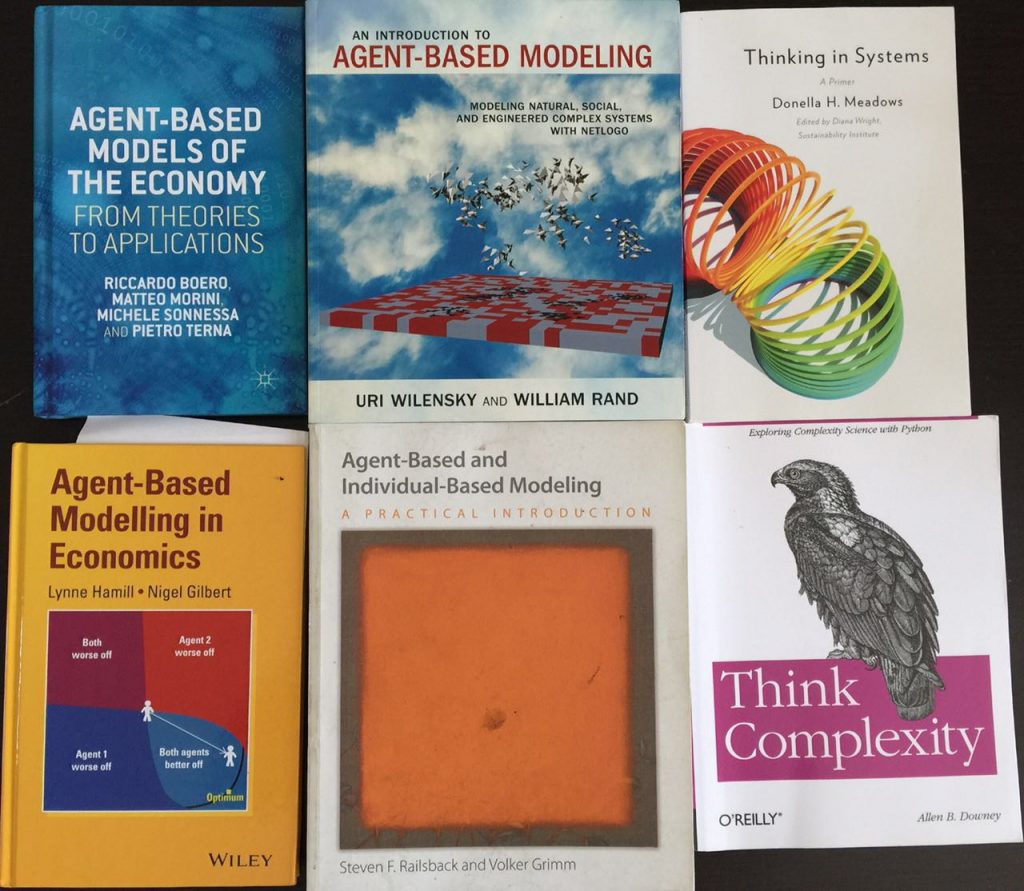 AGENT-BASED
MODELS OF
THE ECONOMY
FROM THEORIES
TO APPLICATIONS
RICCARDO BOERO,
MATTEO MORINI,
MICHELE SONNESSA
AND PIETRO TERNA
AN INTRODUCTION TO
AGENT-BASED MODELING
MODELING NATURAL, SOCIAL,
AND ENGINEERED COMPLEX SYSTEMS
WITH NETLOGO
URI WILENSKY AND WILLIAM RAND
Thinking in Systems
A Primer
Donella H. Meadows
Edited by Diana Wright,
Sustainability Institute
Agent-Based
Modelling in
Economics
Lynne Hamill • Nigel Gilbert
Both
worse off
Agent 2
worse off
Agent 1
worse off
Both agents
better off
Optimum
WILEY
Agent-Based and
Individual-Based Modeling
A PRACTICAL INTRODUCTION
Steven F. Railsback and Volker Grimm
Exploring Complexity Science with Python
Think
Complexity
O'REILLY®
Allen B. Downey